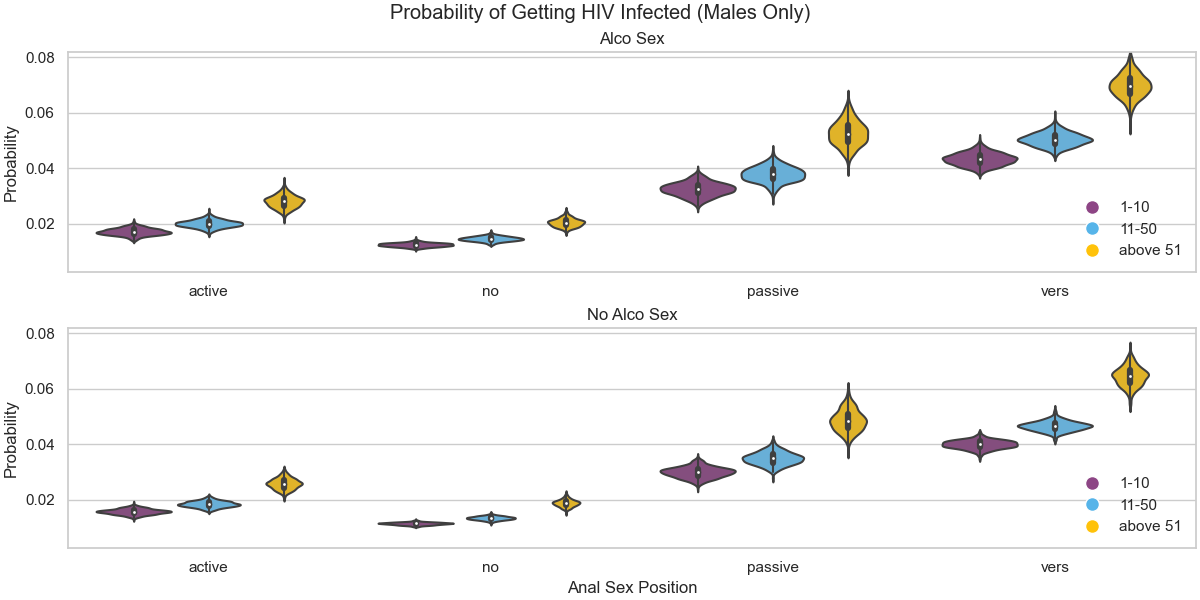 Probability of Getting HIV Infected (Males Only)
Alco Sex
Probability
0.08
0.06
0.04
0.02
1-10
11-50
above 51
active no passive vers
No Alco Sex
Probability
0.08
0.06
0.04
0.02
1-10
11-50
above 51
active no passive vers
Anal Sex Position